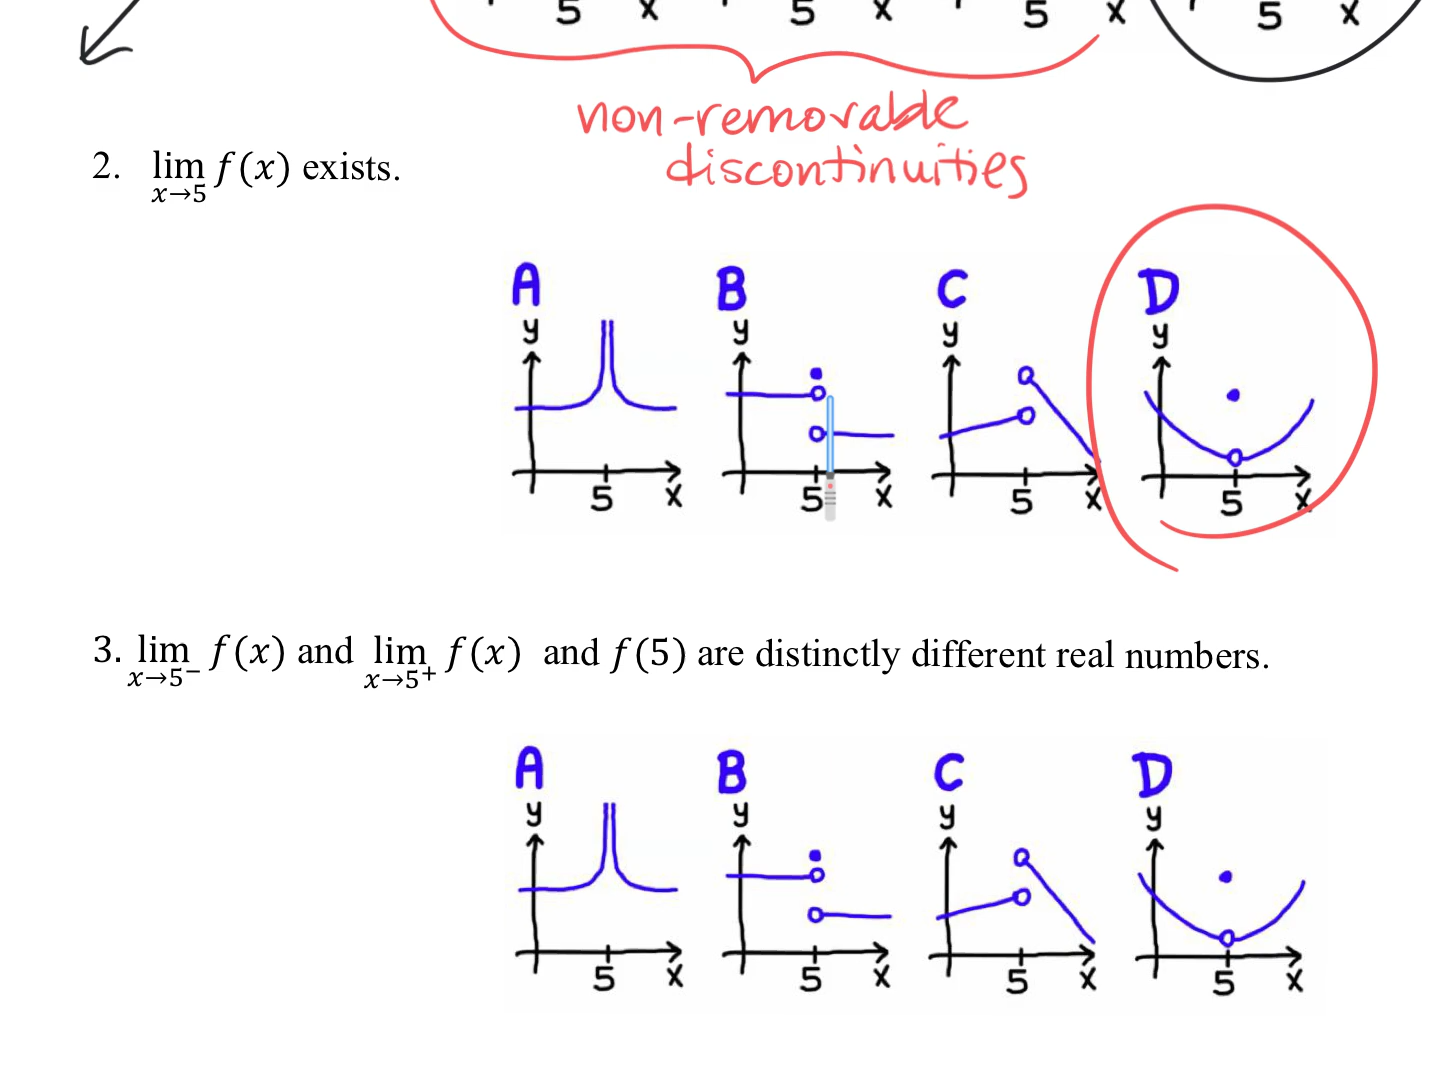 5 x 5 x 5 x 5 x
non-removable
discontinuities
2. lim f(x) exists.
x→5
A B C D
y y y y
5 x 5 x 5 x 5 x
3. lim f(x) and lim f(x) and f(5) are distinctly different real numbers.
x→5⁻ x→5⁺
A B C D
y y y y
5 x 5 x 5 x 5 x